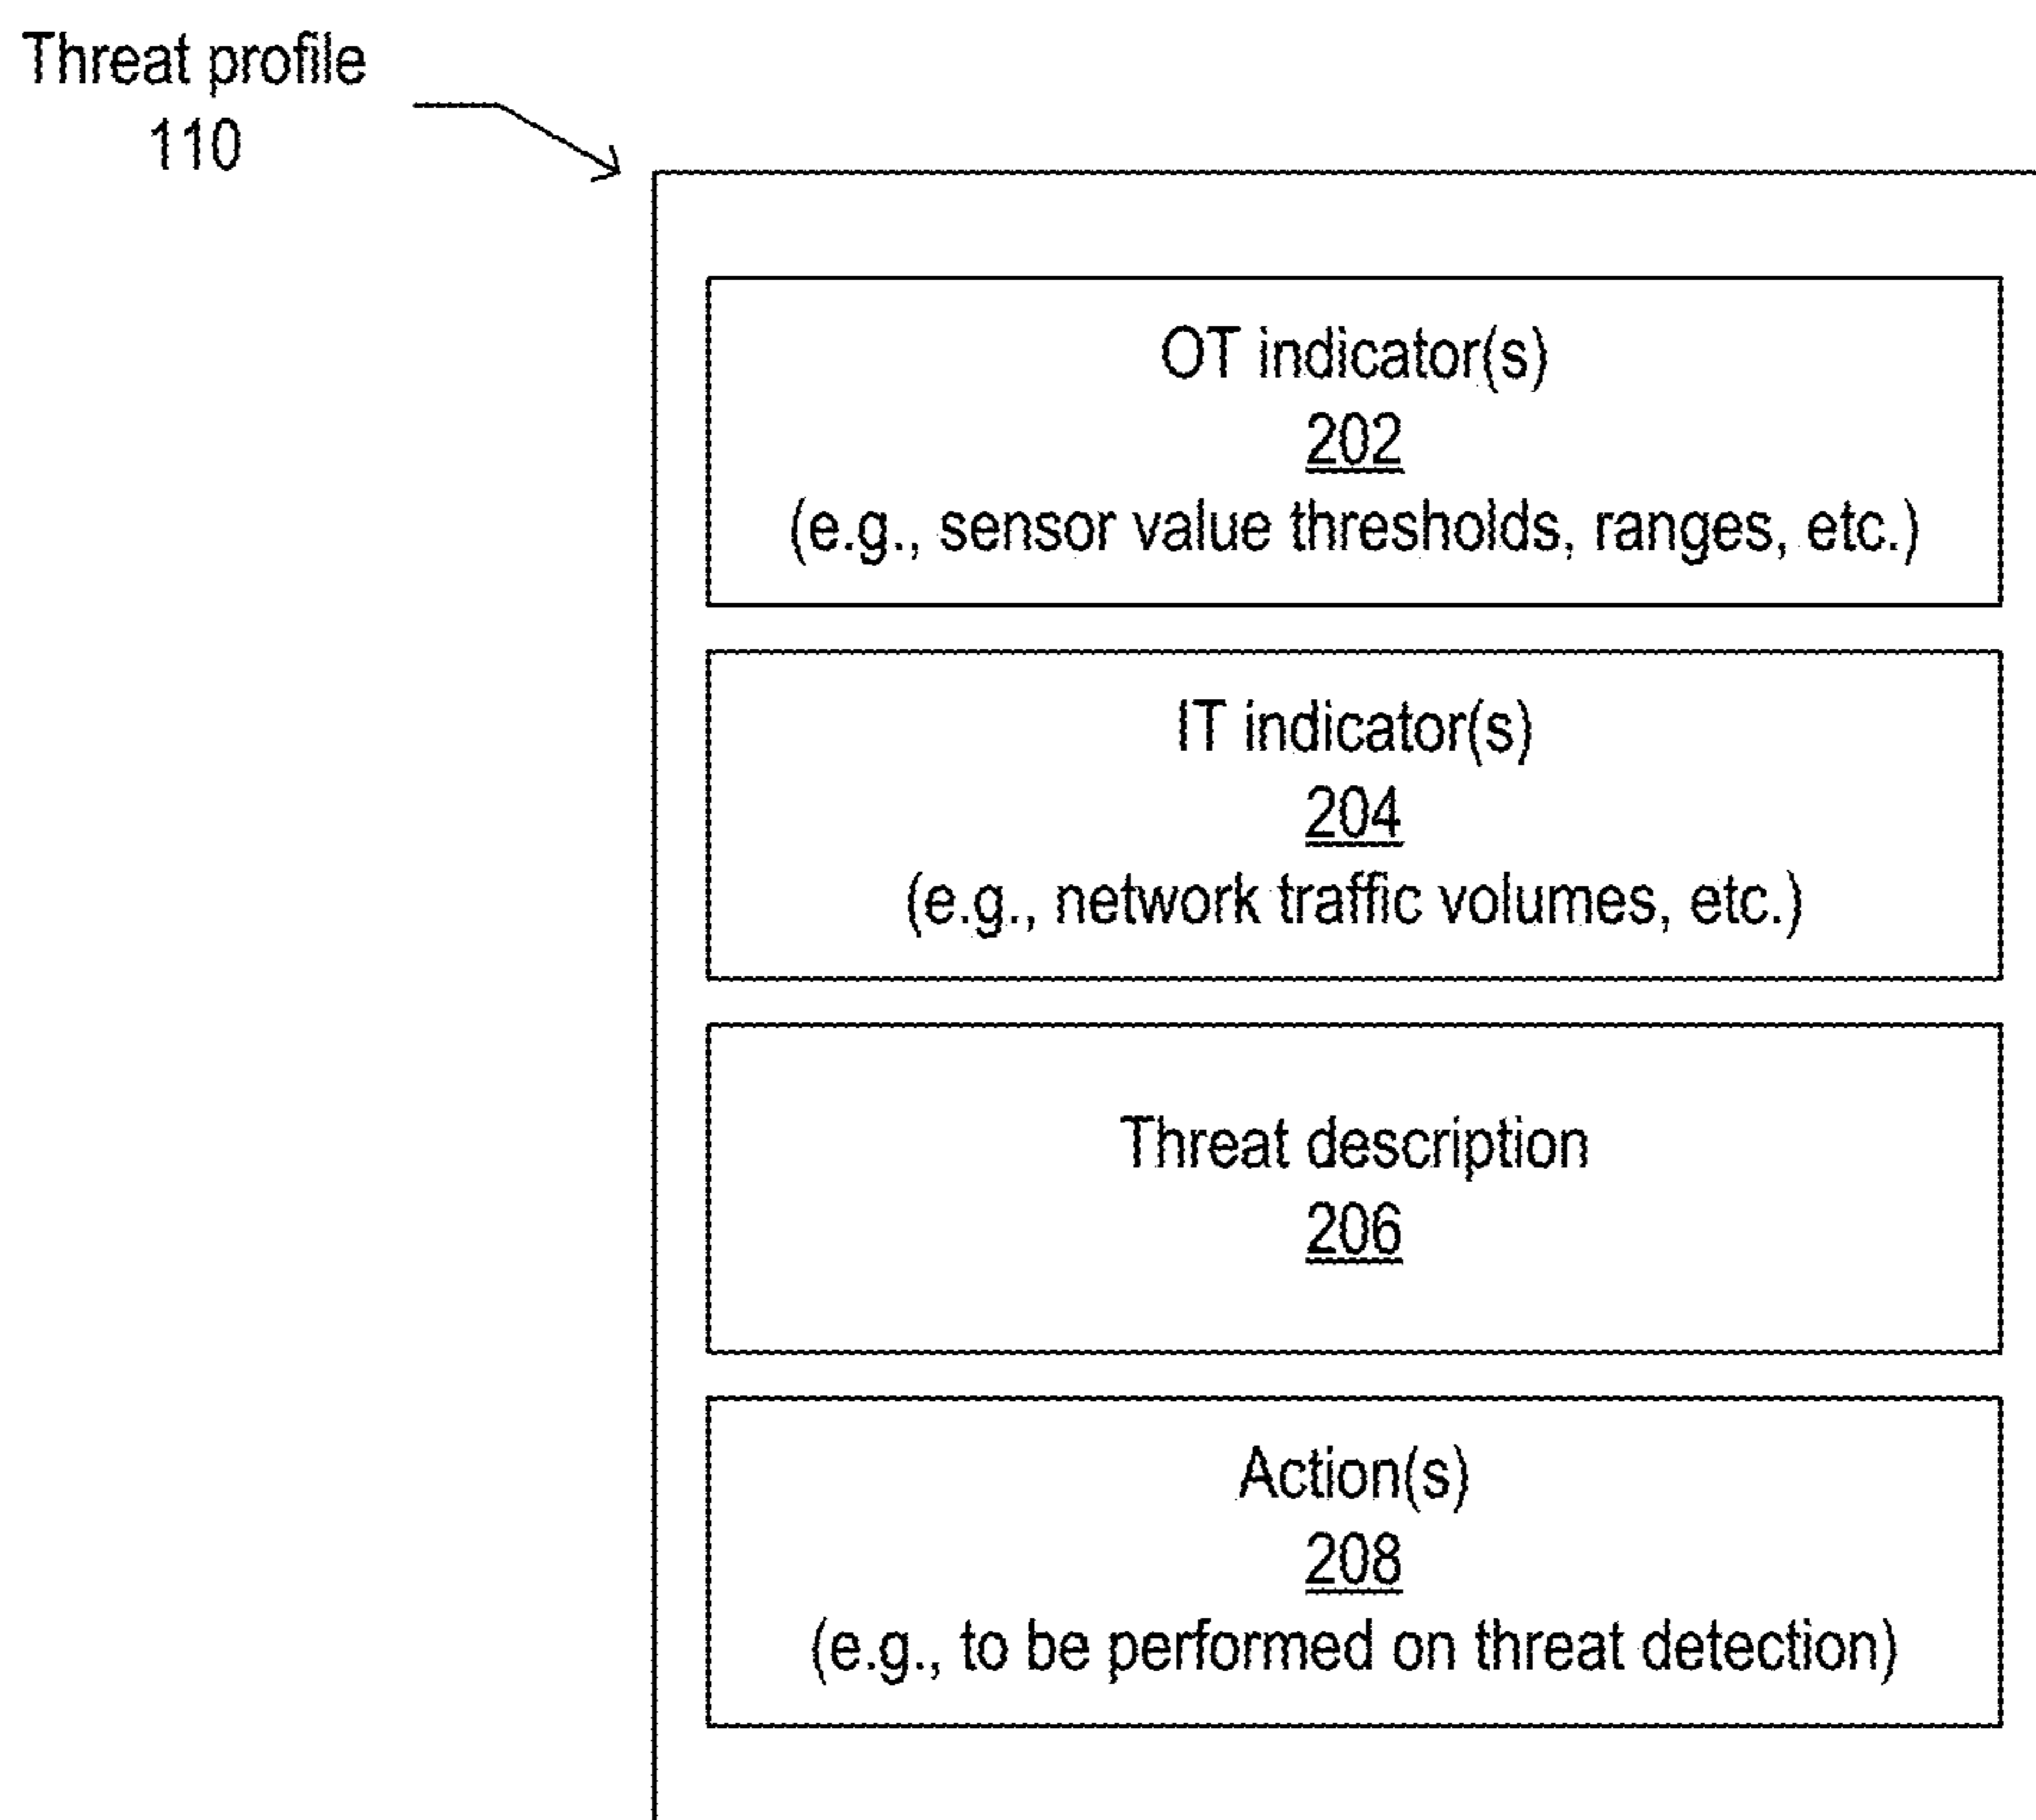 Threat profile
110
OT indicator(s)
202
(e.g., sensor value thresholds, ranges, etc.)
IT indicator(s)
204
(e.g., network traffic volumes, etc.)
Threat description
206
Action(s)
208
(e.g., to be performed on threat detection)